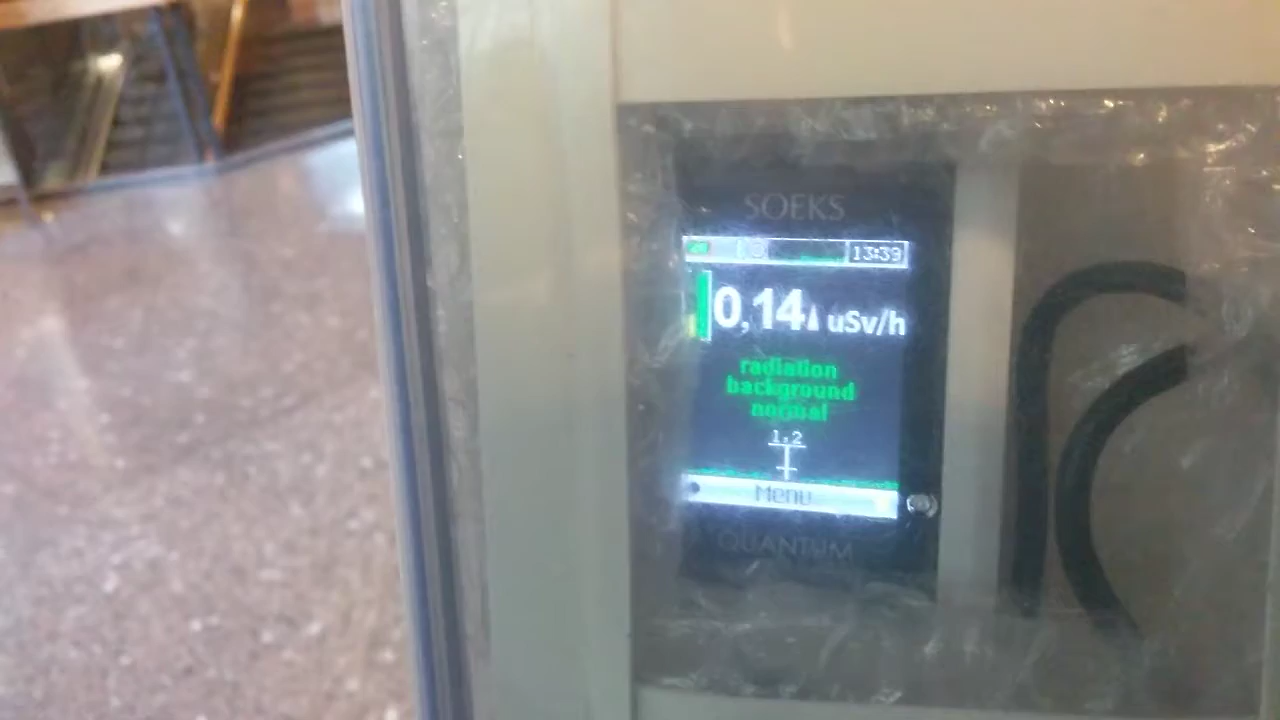 SOEKS
13:39
0,14 uSv/h
radiation
background
normal
1.2
Menu
QUANTUM